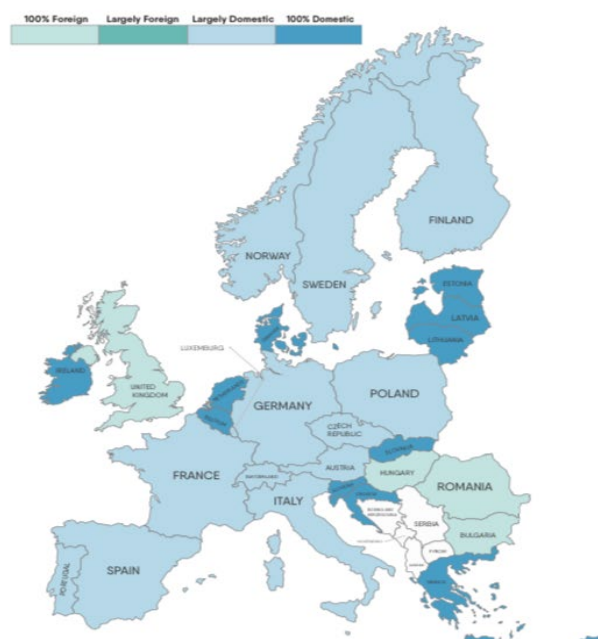 100% Foreign
Largely Foreign
Largely Domestic
100% Domestic
FINLAND
NORWAY
SWEDEN
ESTONIA
LATVIA
LITHUANIA
LUXEMBURG
IRELAND
UNITED
KINGDOM
NETHERLANDS
GERMANY
POLAND
CZECH
REPUBLIC
FRANCE
AUSTRIA
HUNGARY
SWITZERLAND
ROMANIA
ITALY
SERBIA
BULGARIA
PORTUGAL
SPAIN